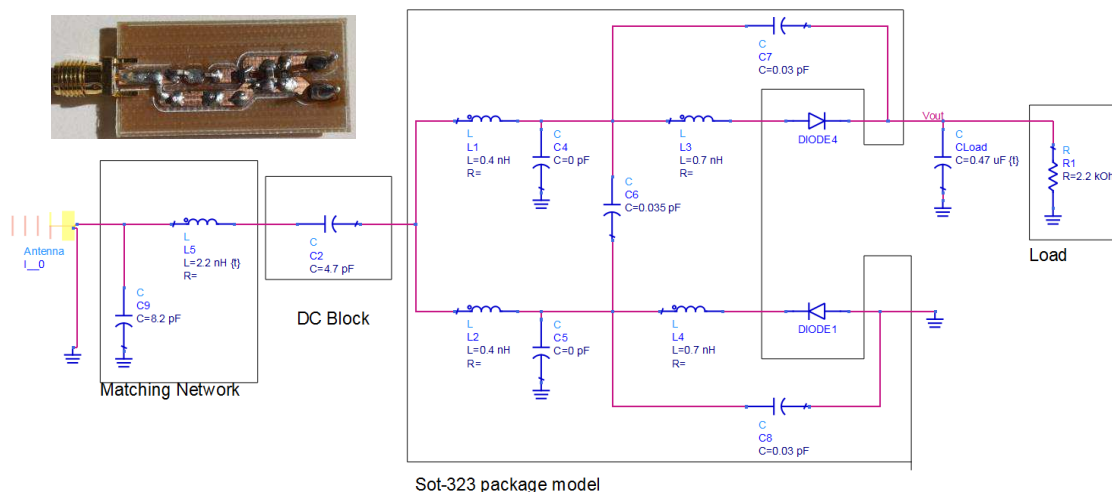 C
C7
C=0.03 pF
L
L1
L=0.4 nH
R=
C
C4
C=0 pF
L
L3
L=0.7 nH
R=
DIODE4
Vout
C
CLoad
C=0.47 uF {t}
R
R1
R=2.2 kOh
C
C6
C=0.035 pF
Antenna
I__0
L
L5
L=2.2 nH {t}
R=
C
C2
C=4.7 pF
C
C9
C=8.2 pF
Matching Network
DC Block
Load
L
L2
L=0.4 nH
R=
C
C5
C=0 pF
L
L4
L=0.7 nH
R=
DIODE1
C
C8
C=0.03 pF
Sot-323 package model